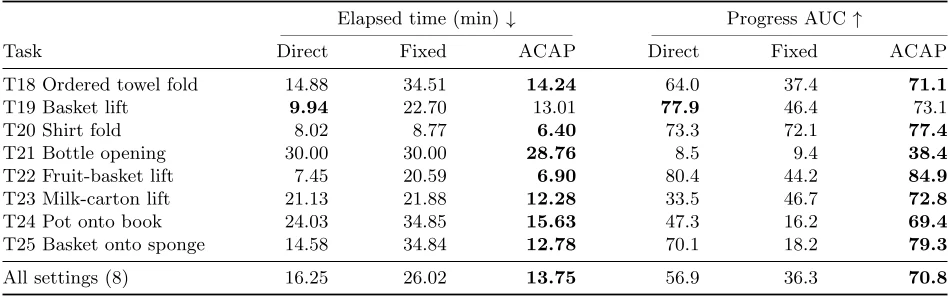 Elapsed time (min) ↓ Progress AUC ↑
Task Direct Fixed ACAP Direct Fixed ACAP
T18 Ordered towel fold 14.88 34.51 14.24 64.0 37.4 71.1
T19 Basket lift 9.94 22.70 13.01 77.9 46.4 73.1
T20 Shirt fold 8.02 8.77 6.40 73.3 72.1 77.4
T21 Bottle opening 30.00 30.00 28.76 8.5 9.4 38.4
T22 Fruit-basket lift 7.45 20.59 6.90 80.4 44.2 84.9
T23 Milk-carton lift 21.13 21.88 12.28 33.5 46.7 72.8
T24 Pot onto book 24.03 34.85 15.63 47.3 16.2 69.4
T25 Basket onto sponge 14.58 34.84 12.78 70.1 18.2 79.3
All settings (8) 16.25 26.02 13.75 56.9 36.3 70.8